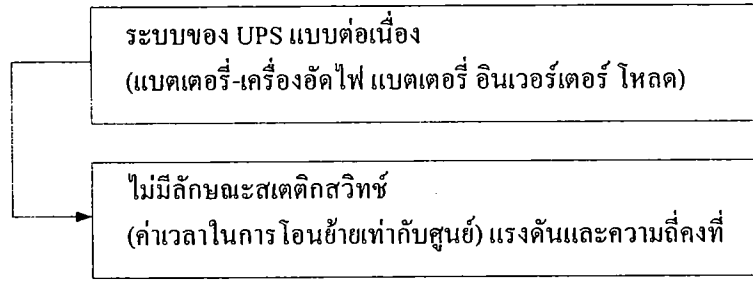 ระบบของ UPS แบบต่อเนื่อง
(แบตเตอรี่-เครื่องอัดไฟ แบตเตอรี่ อินเวอร์เตอร์ โหลด)
ไม่มีลักษณะสเตติกสวิทช์
(ค่าเวลาในการโอนย้ายเท่ากับศูนย์) แรงดันและความถี่คงที่